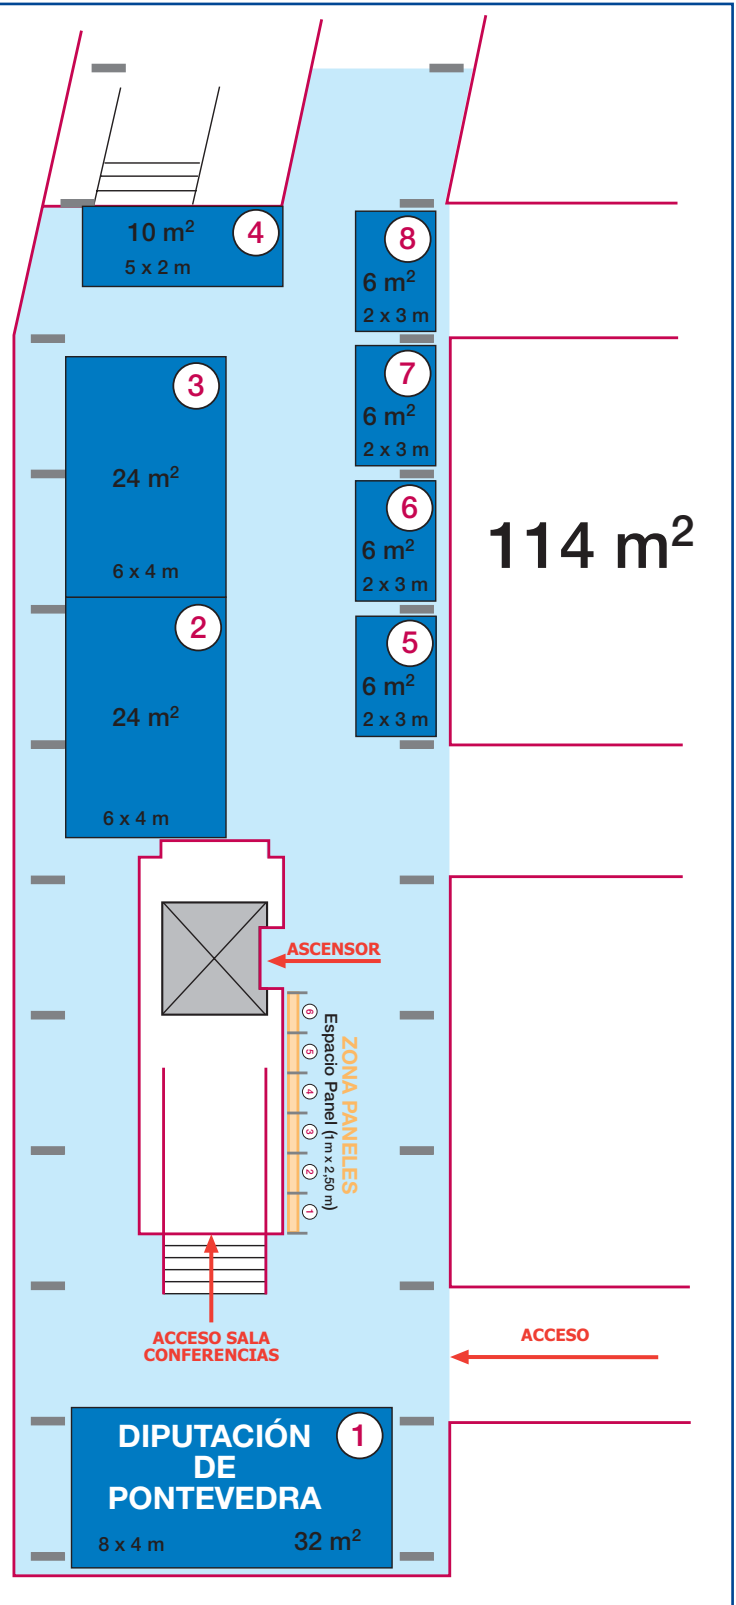 10 m²
4
5 x 2 m
8
6 m²
2 x 3 m
3
24 m²
6 x 4 m
7
6 m²
2 x 3 m
6
6 m²
2 x 3 m
114 m²
2
24 m²
6 x 4 m
5
6 m²
2 x 3 m
ASCENSOR
ZONA PANELES
Espacio Panel (1m x 2,50 m)
6
5
4
3
2
1
ACCESO SALA
CONFERENCIAS
ACCESO
DIPUTACIÓN
DE
PONTEVEDRA
1
8 x 4 m
32 m²